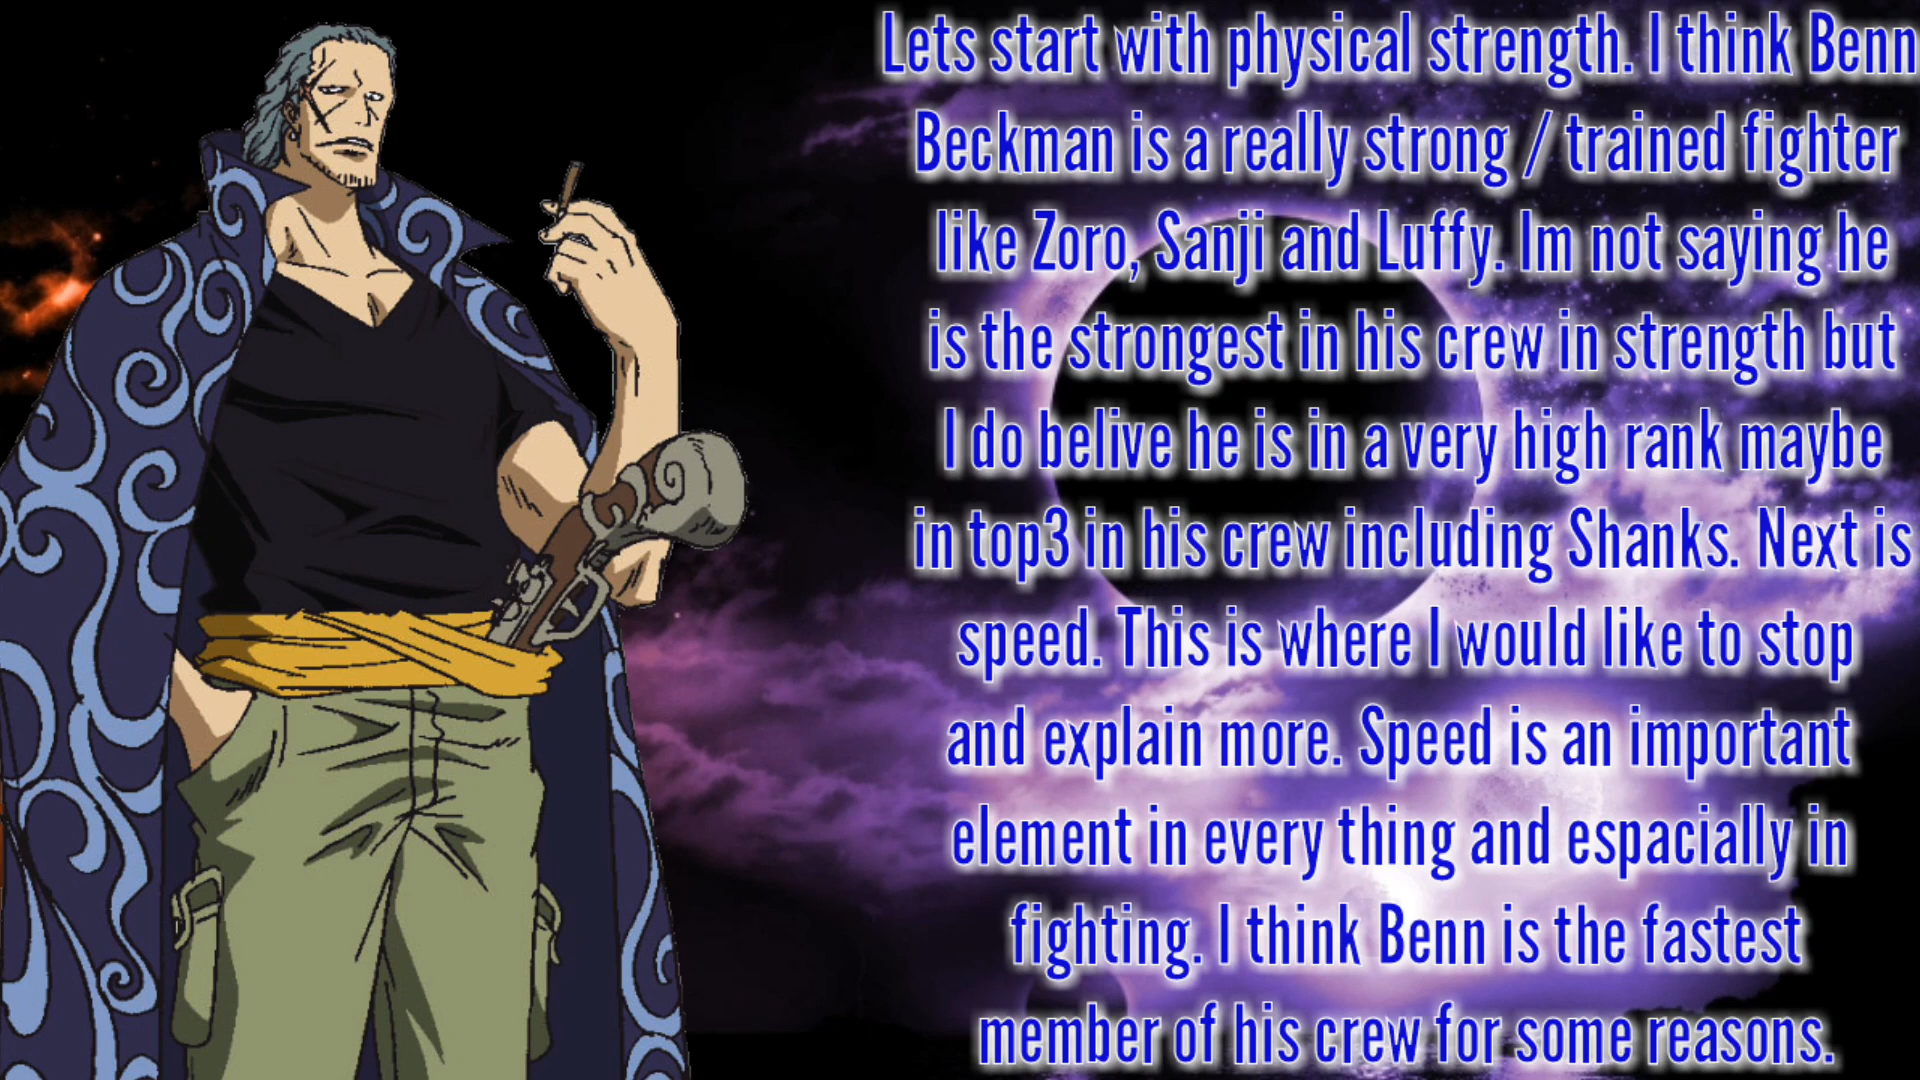 Lets start with physical strength. I think Benn
Beckman is a really strong / trained fighter
like Zoro, Sanji and Luffy. Im not saying he
is the strongest in his crew in strength but
I do belive he is in a very high rank maybe
in top3 in his crew including Shanks. Next is
speed. This is where I would like to stop
and explain more. Speed is an important
element in every thing and espacially in
fighting. I think Benn is the fastest
member of his crew for some reasons.